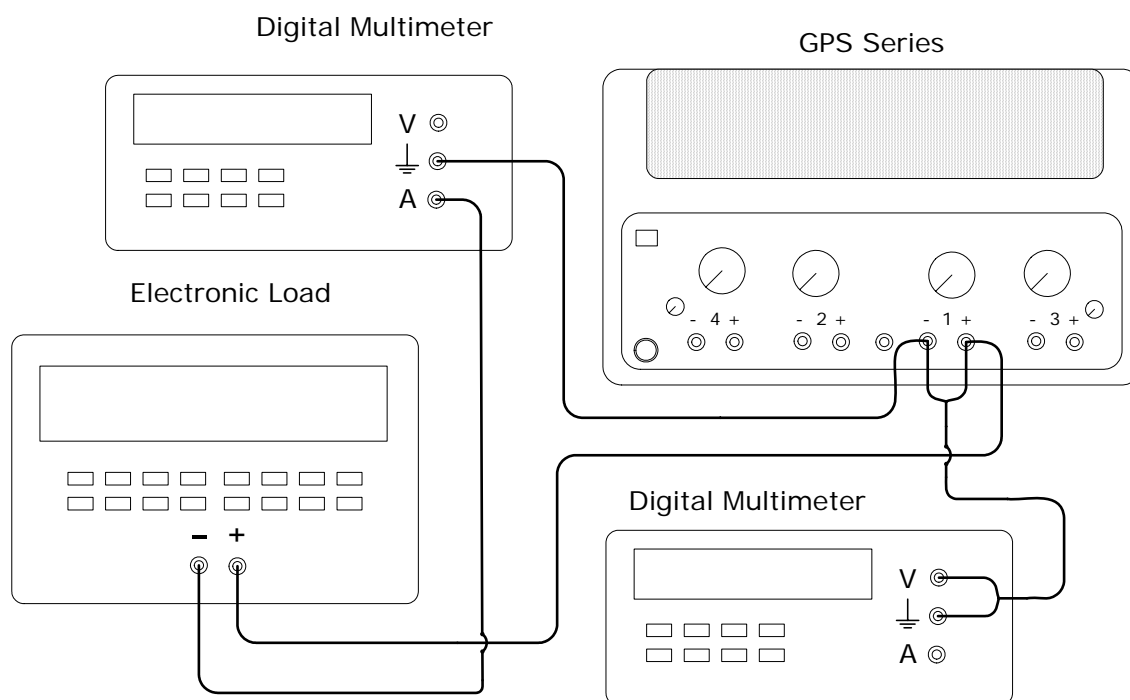 Digital Multimeter
GPS Series
V
A
Electronic Load
- 4 + - 2 + - 1 + - 3 +
- +
Digital Multimeter
V
A